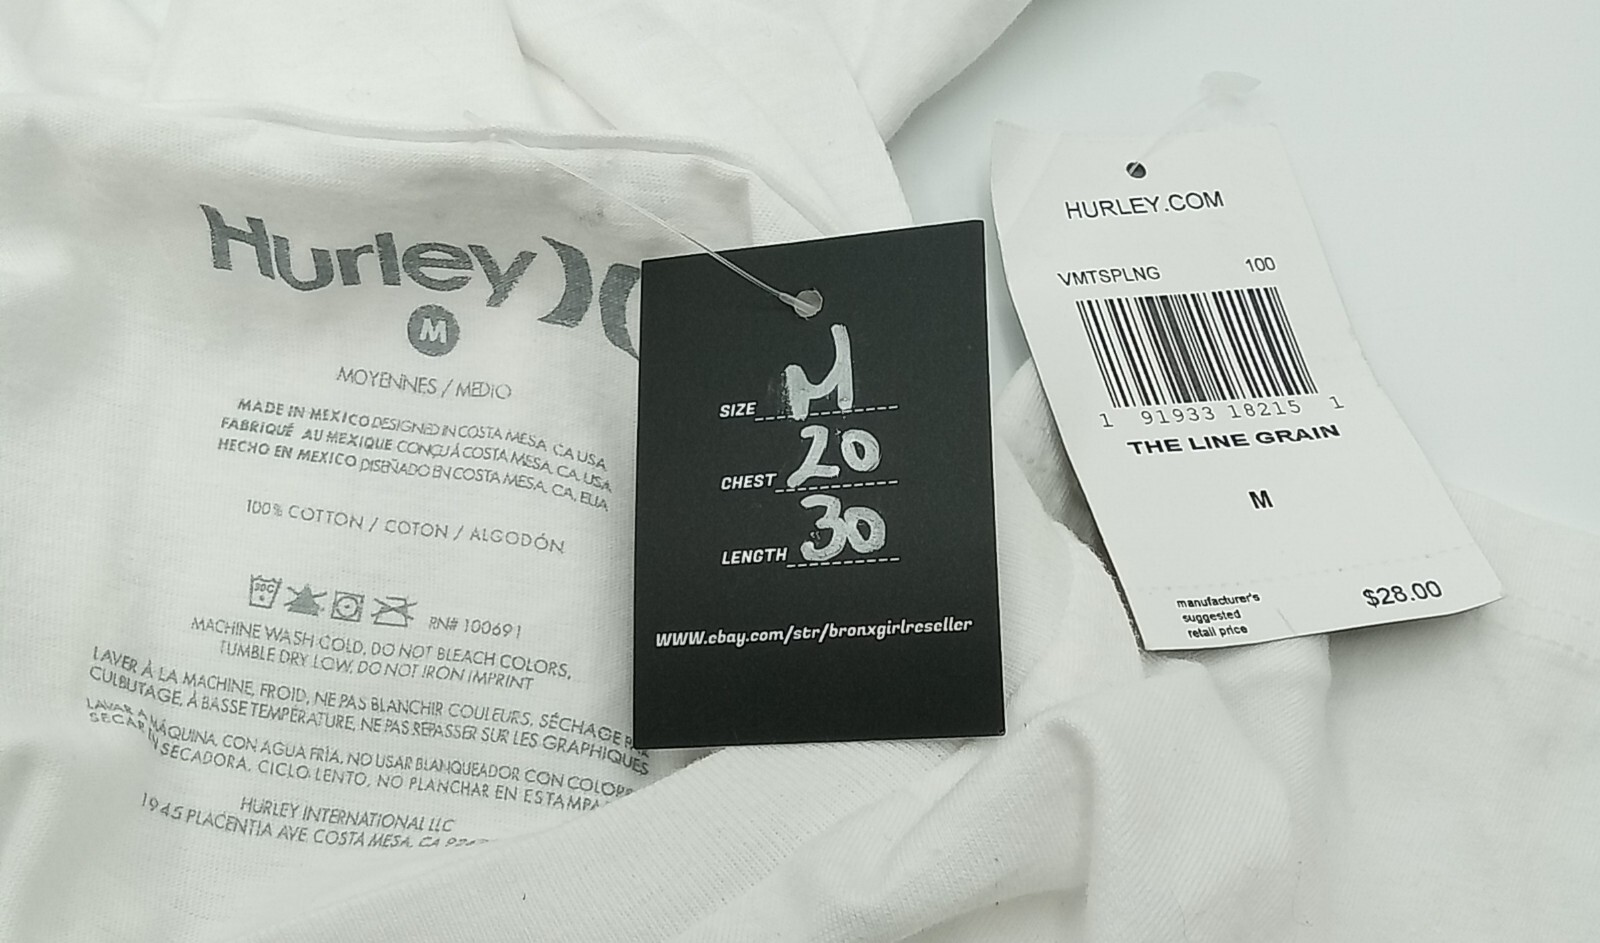 Hurley
M
MOYENNES / MEDIO
MADE IN MEXICO DESIGNED IN COSTA MESA, CA USA
FABRIQUÉ AU MEXIQUE CONÇU À COSTA MESA, CA, USA
HECHO EN MEXICO DISEÑADO EN COSTA MESA, CA, EUA
100% COTTON / COTON / ALGODÓN
RN# 100691
MACHINE WASH COLD, DO NOT BLEACH COLORS,
TUMBLE DRY LOW, DO NOT IRON IMPRINT
LAVER À LA MACHINE, FROID, NE PAS BLANCHIR COULEURS, SÉCHAGE PAR
CULBUTAGE, À BASSE TEMPÉRATURE, NE PAS REPASSER SUR LES GRAPHIQUES
LAVAR A MÁQUINA, CON AGUA FRÍA, NO USAR BLANQUEADOR CON COLORES
SECAR IN SECADORA, CICLO LENTO, NO PLANCHAR EN ESTAMPA
HURLEY INTERNATIONAL LLC
1945 PLACENTIA AVE. COSTA MESA, CA
SIZE M
CHEST 20
LENGTH 30
WWW.ebay.com/str/bronxgirlreseller
HURLEY.COM
VMTSPLNG 100
1 91933 18215 1
THE LINE GRAIN
M
manufacturer's
suggested
retail price
$28.00